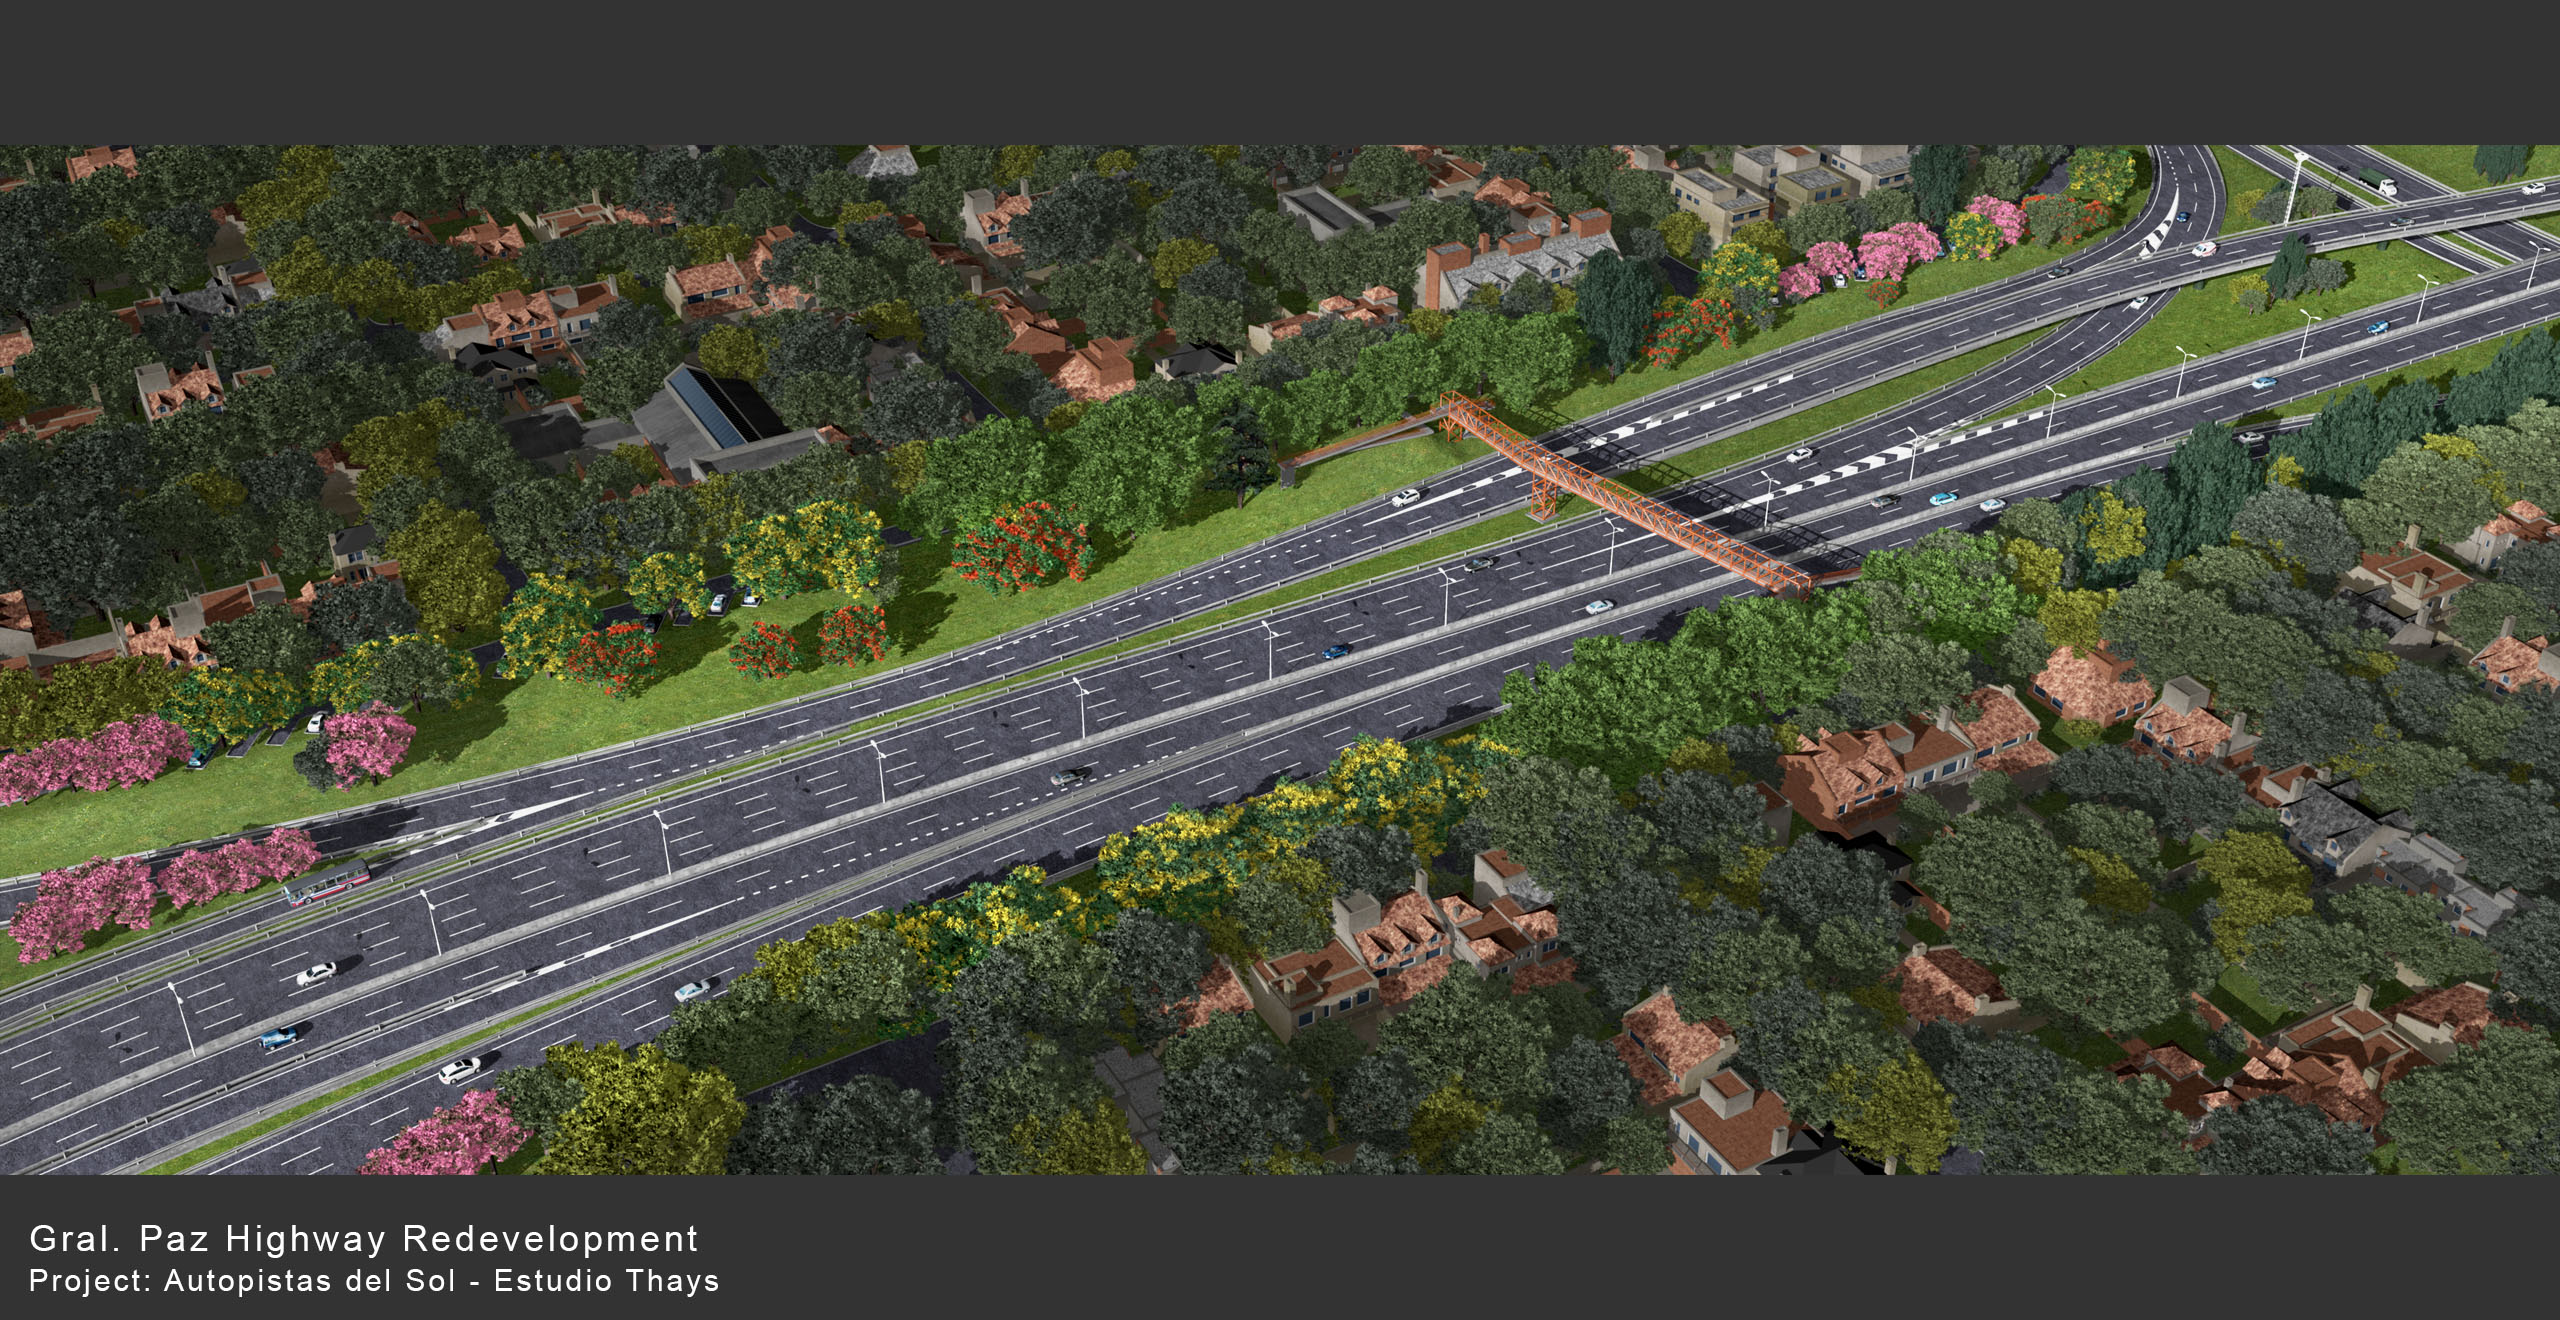 Gral. Paz Highway Redevelopment
Project: Autopistas del Sol - Estudio Thays